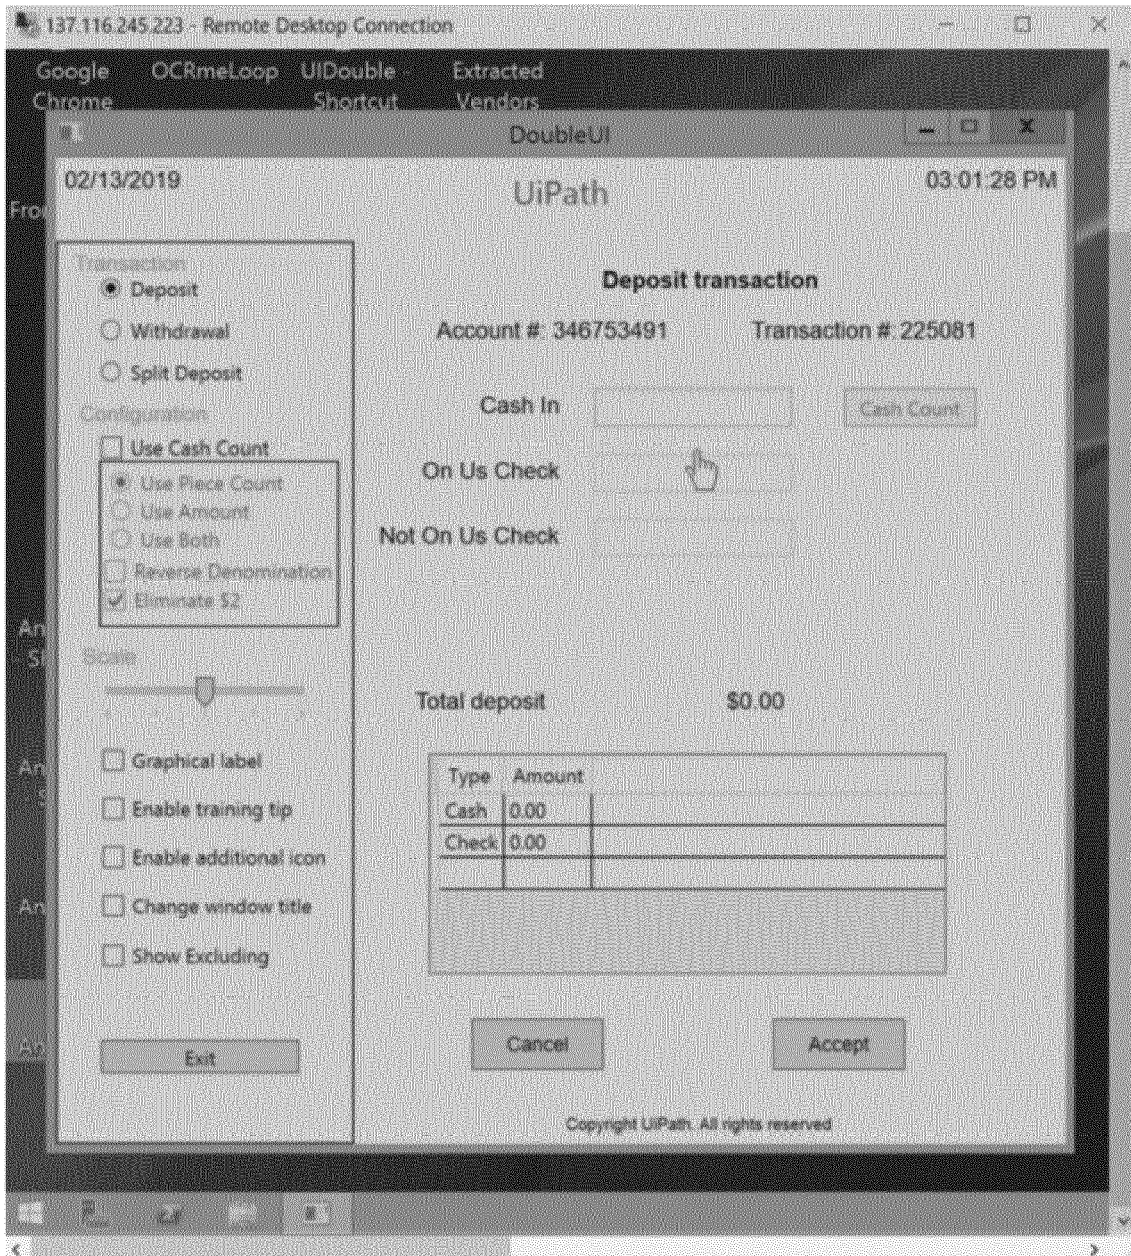 137.116.245.223 - Remote Desktop Connection
Google Chrome
OCRmeLoop
UIDouble - Shortcut
Extracted Vendors
DoubleUI
02/13/2019
UiPath
03:01:28 PM
Transaction
Deposit
Withdrawal
Split Deposit
Configuration
Use Cash Count
Use Piece Count
Use Amount
Use Both
Reverse Denomination
Eliminate $2
Scale
Graphical label
Enable training tip
Enable additional icon
Change window title
Show Excluding
Exit
Deposit transaction
Account #: 346753491 Transaction #: 225081
Cash In
Cash Count
On Us Check
Not On Us Check
Total deposit $0.00
Type Amount
Cash 0.00
Check 0.00
Cancel Accept
Copyright UiPath. All rights reserved